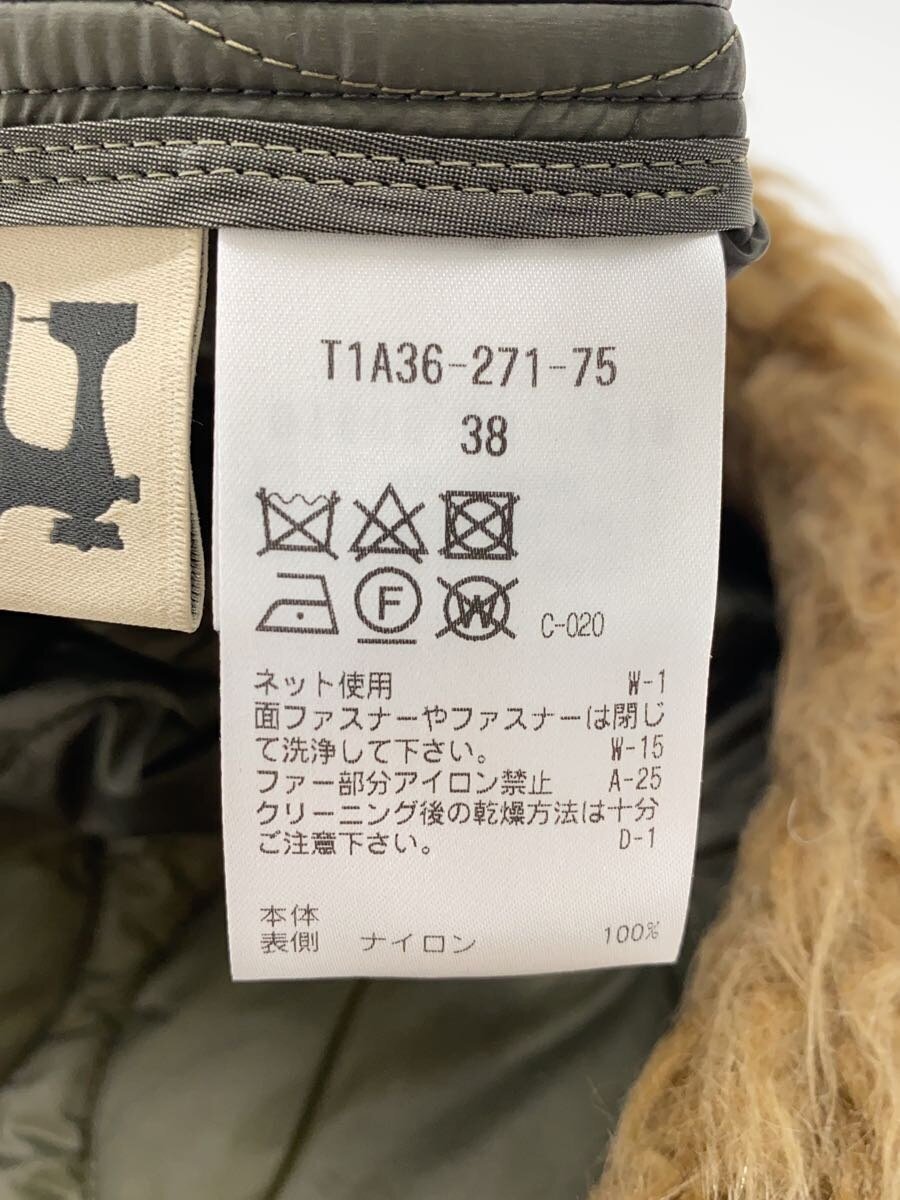 T1A36-271-75
38
F W C-020
ネット使用 W-1
面ファスナーやファスナーは閉じ
て洗浄して下さい。 W-15
ファー部分アイロン禁止 A-25
クリーニング後の乾燥方法は十分
ご注意下さい。 D-1
本体
表側 ナイロン 100%